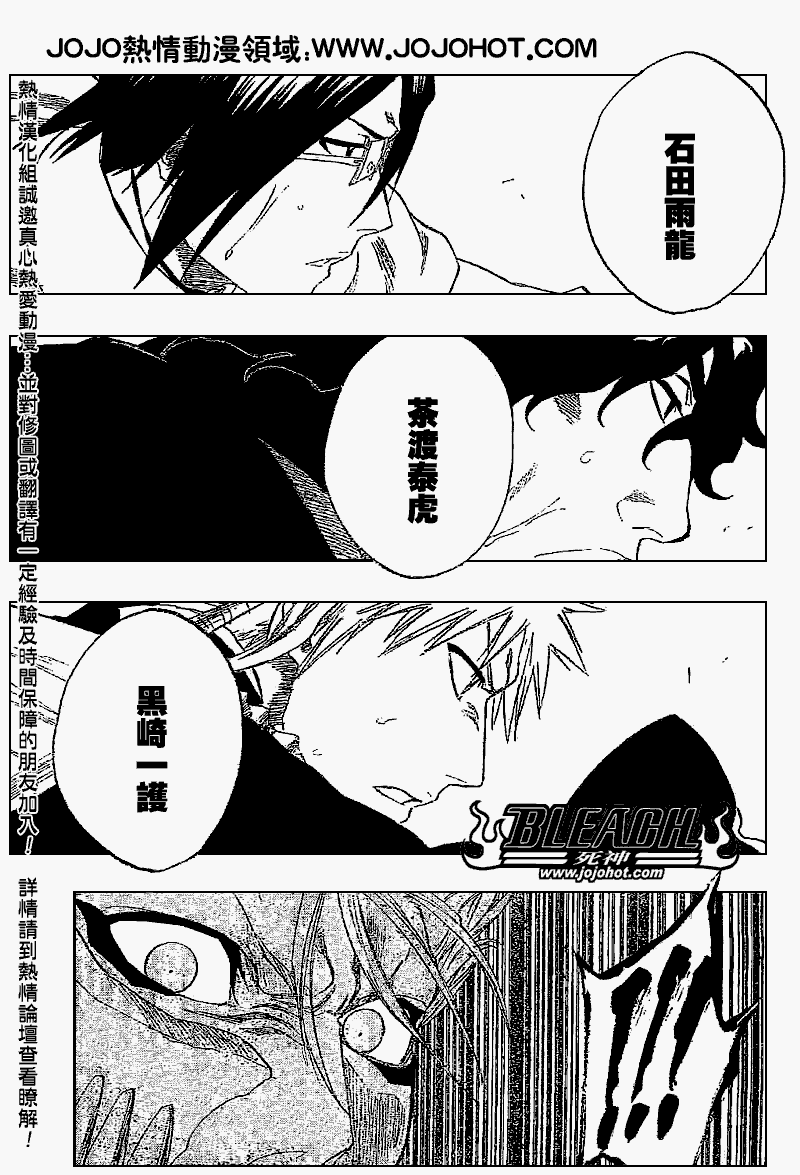 JOJO熱情動漫領域:WWW.JOJOHOT.COM
石田雨龍
茶渡泰虎
黑崎一護
BLEACH
死神
www.jojohot.com
!!!
熱情漢化組誠邀真心熱愛動漫…並對修圖或翻譯有一定經驗及時間保障的朋友加入!
詳情請到熱情論壇查看瞭解!